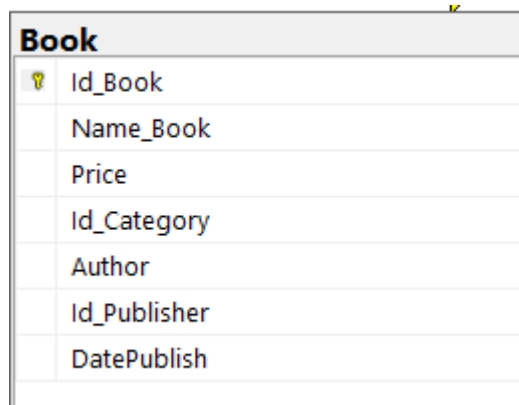 Book
Id_Book
Name_Book
Price
Id_Category
Author
Id_Publisher
DatePublish